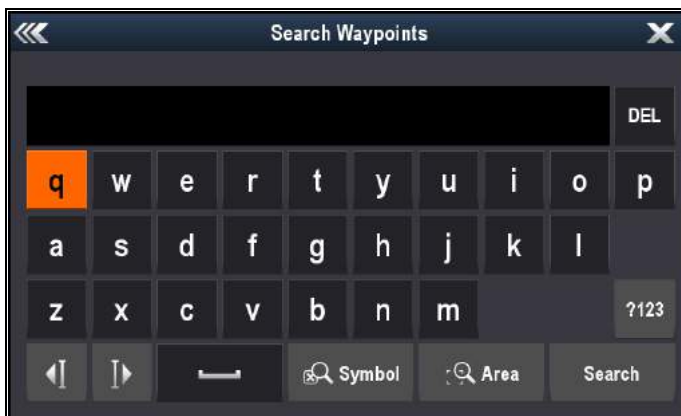 Search Waypoints
DEL
q w e r t y u i o p
a s d f g h j k l
z x c v b n m ?123
Symbol Area Search